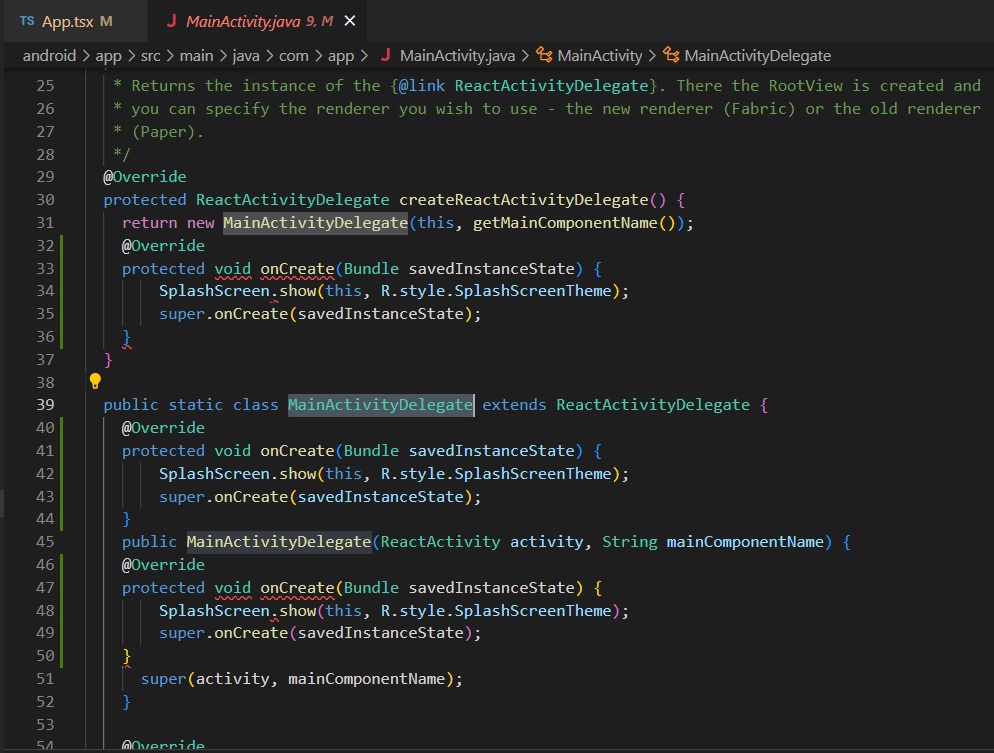 TS App.tsx M J MainActivity.java 9, M ×
android > app > src > main > java > com > app > J MainActivity.java > MainActivity > MainActivityDelegate
25 * Returns the instance of the {@link ReactActivityDelegate}. There the RootView is created and
26 * you can specify the renderer you wish to use - the new renderer (Fabric) or the old renderer
27 * (Paper).
28 */
29 @Override
30 protected ReactActivityDelegate createReactActivityDelegate() {
31 return new MainActivityDelegate(this, getMainComponentName());
32 @Override
33 protected void onCreate(Bundle savedInstanceState) {
34 SplashScreen.show(this, R.style.SplashScreenTheme);
35 super.onCreate(savedInstanceState);
36 }
37 }
38
39 public static class MainActivityDelegate extends ReactActivityDelegate {
40 @Override
41 protected void onCreate(Bundle savedInstanceState) {
42 SplashScreen.show(this, R.style.SplashScreenTheme);
43 super.onCreate(savedInstanceState);
44 }
45 public MainActivityDelegate(ReactActivity activity, String mainComponentName) {
46 @Override
47 protected void onCreate(Bundle savedInstanceState) {
48 SplashScreen.show(this, R.style.SplashScreenTheme);
49 super.onCreate(savedInstanceState);
50 }
51 super(activity, mainComponentName);
52 }
53
54 @Override